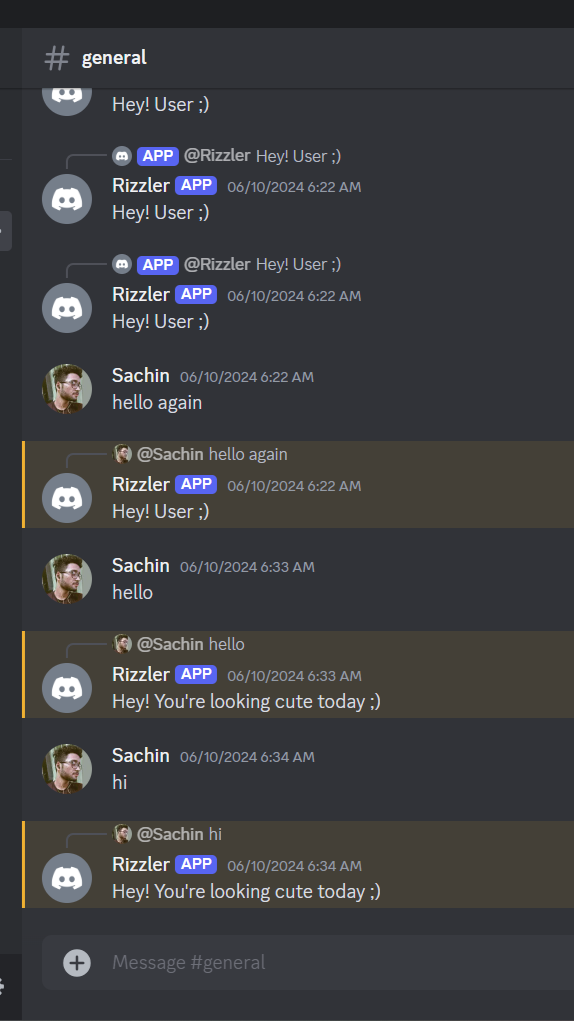 # general
Hey! User ;)
APP @Rizzler Hey! User ;)
Rizzler APP 06/10/2024 6:22 AM
Hey! User ;)
APP @Rizzler Hey! User ;)
Rizzler APP 06/10/2024 6:22 AM
Hey! User ;)
Sachin 06/10/2024 6:22 AM
hello again
@Sachin hello again
Rizzler APP 06/10/2024 6:22 AM
Hey! User ;)
Sachin 06/10/2024 6:33 AM
hello
@Sachin hello
Rizzler APP 06/10/2024 6:33 AM
Hey! You're looking cute today ;)
Sachin 06/10/2024 6:34 AM
hi
@Sachin hi
Rizzler APP 06/10/2024 6:34 AM
Hey! You're looking cute today ;)
Message #general